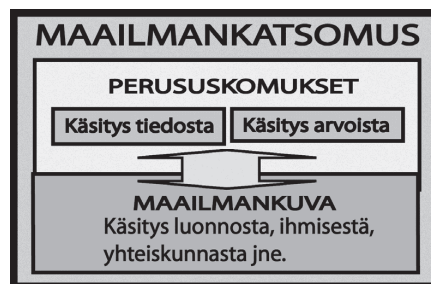 MAAILMANKATSOMUS
PERUSUSKOMUKSET
Käsitys tiedosta
Käsitys arvoista
MAAILMANKUVA
Käsitys luonnosta, ihmisestä,
yhteiskunnasta jne.